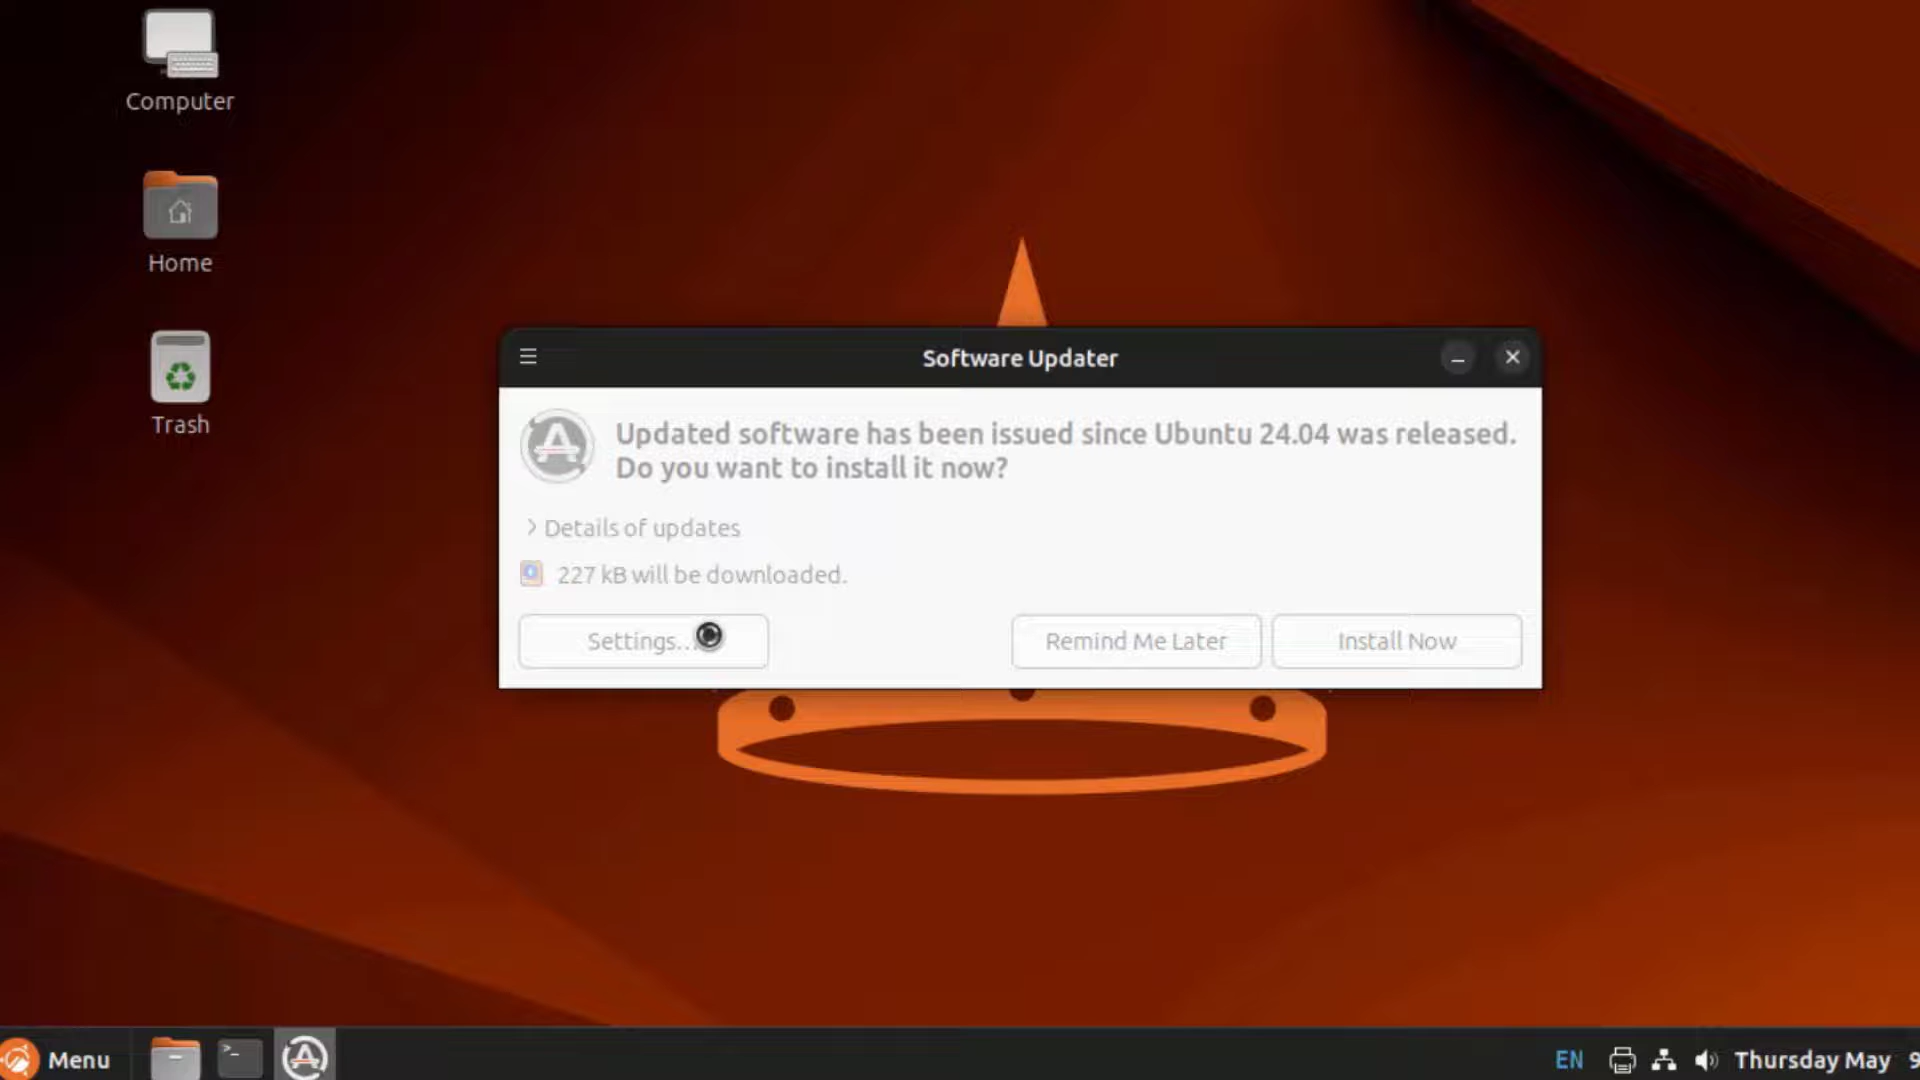 Computer
Home
Trash
Software Updater
Updated software has been issued since Ubuntu 24.04 was released.
Do you want to install it now?
Details of updates
227 kB will be downloaded.
Settings...
Remind Me Later
Install Now
Menu
EN
Thursday May 9